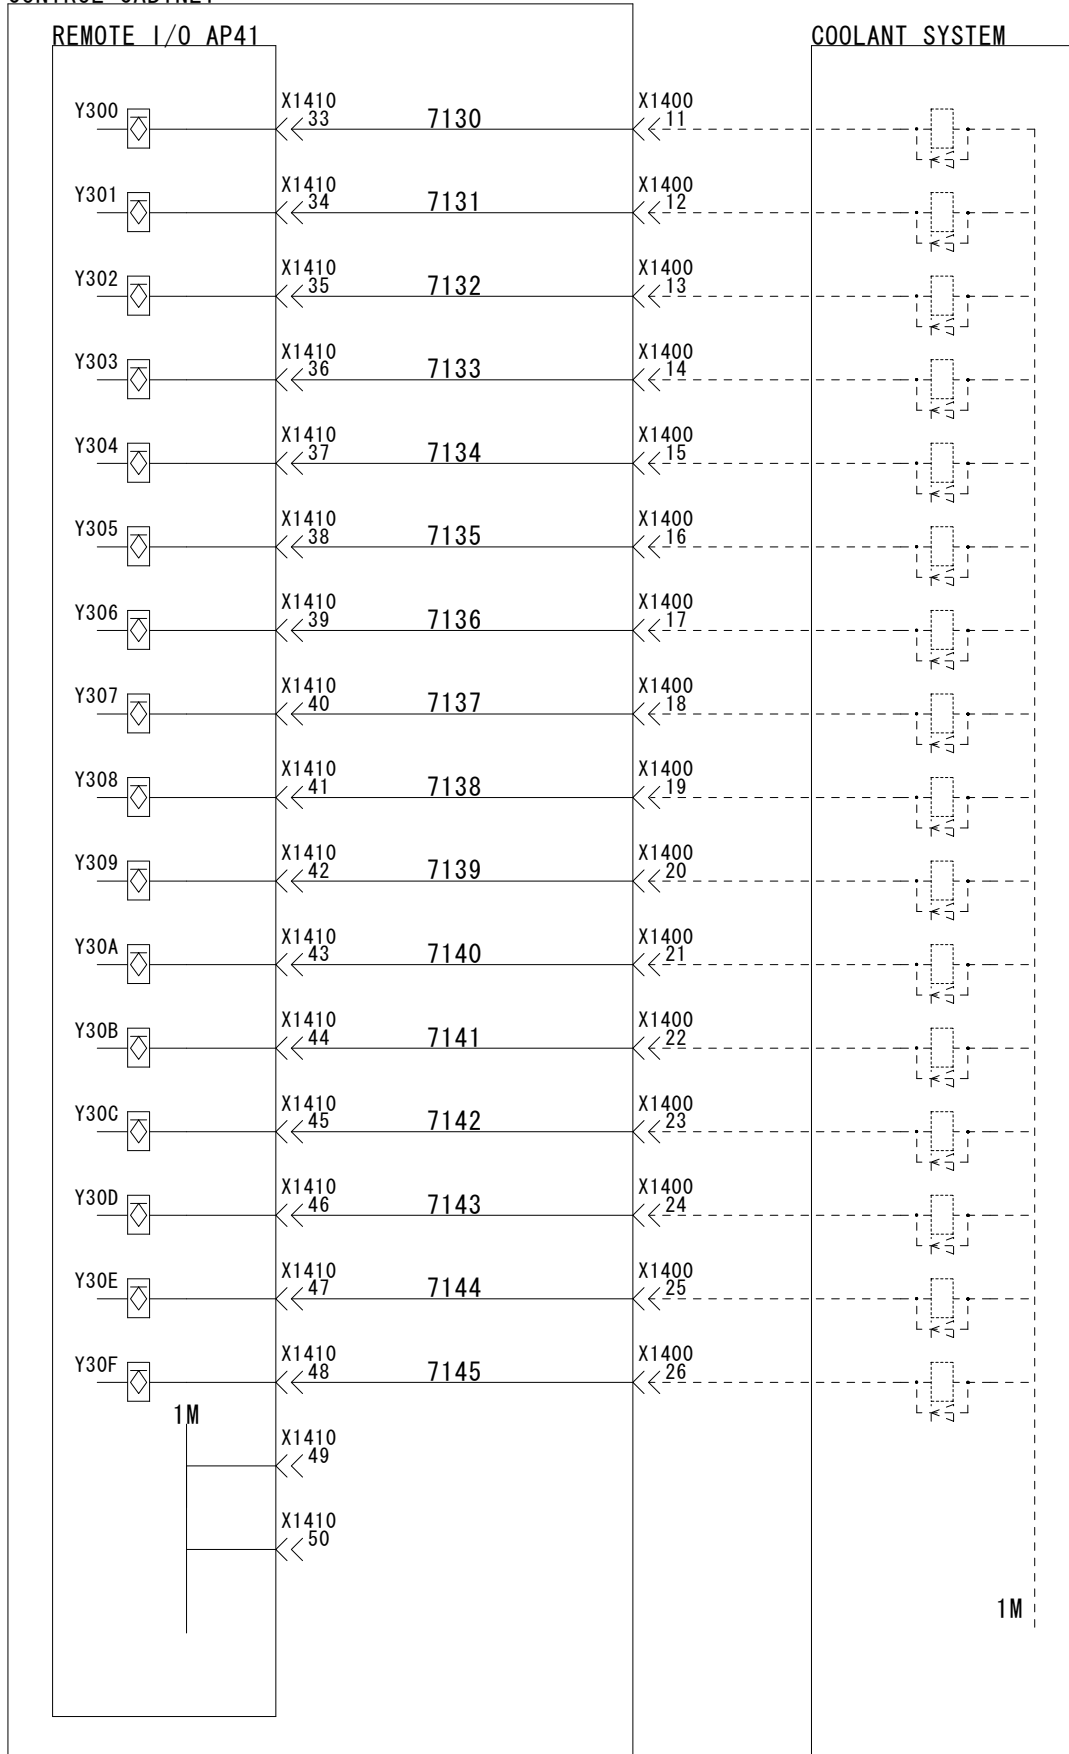 CONTROL CABINET
REMOTE I/O AP41
COOLANT SYSTEM
Y300 X1410 33 7130 X1400 11
Y301 X1410 34 7131 X1400 12
Y302 X1410 35 7132 X1400 13
Y303 X1410 36 7133 X1400 14
Y304 X1410 37 7134 X1400 15
Y305 X1410 38 7135 X1400 16
Y306 X1410 39 7136 X1400 17
Y307 X1410 40 7137 X1400 18
Y308 X1410 41 7138 X1400 19
Y309 X1410 42 7139 X1400 20
Y30A X1410 43 7140 X1400 21
Y30B X1410 44 7141 X1400 22
Y30C X1410 45 7142 X1400 23
Y30D X1410 46 7143 X1400 24
Y30E X1410 47 7144 X1400 25
Y30F X1410 48 7145 X1400 26
1M
X1410 49
X1410 50
1M